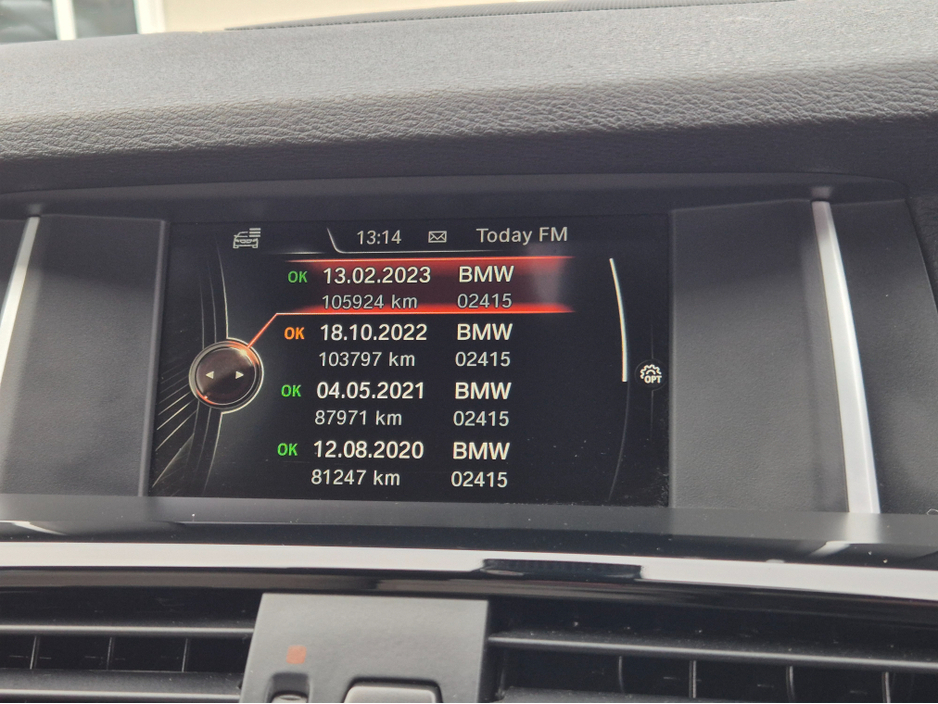 13:14 Today FM
OK 13.02.2023 BMW
105924 km 02415
OK 18.10.2022 BMW
103797 km 02415
OK 04.05.2021 BMW
87971 km 02415
OK 12.08.2020 BMW
81247 km 02415
OPT